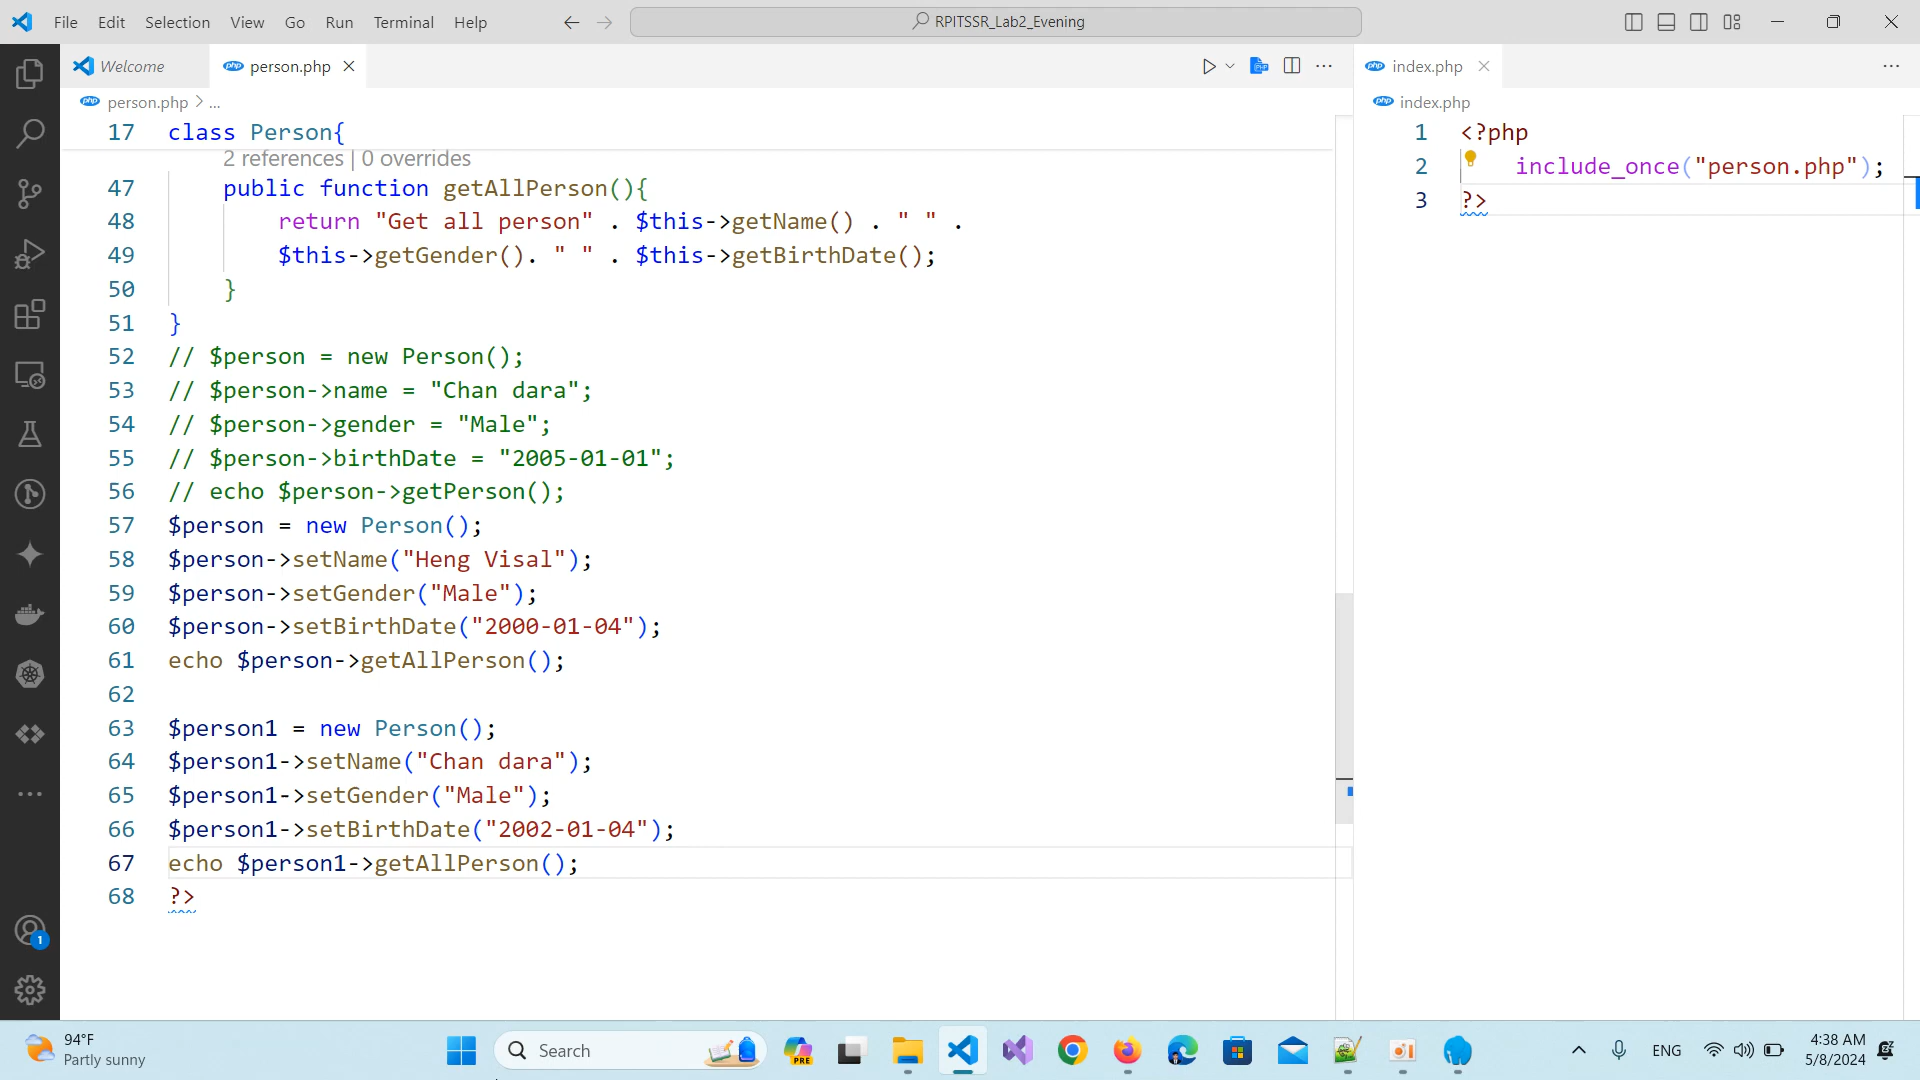 File Edit Selection View Go Run Terminal Help
RPITSSR_Lab2_Evening
Welcome
person.php
index.php
person.php > ...
index.php
17 class Person{
2 references | 0 overrides
47 public function getAllPerson(){
48 return "Get all person" . $this->getName() . " " .
49 $this->getGender(). " " . $this->getBirthDate();
50 }
51 }
52 // $person = new Person();
53 // $person->name = "Chan dara";
54 // $person->gender = "Male";
55 // $person->birthDate = "2005-01-01";
56 // echo $person->getPerson();
57 $person = new Person();
58 $person->setName("Heng Visal");
59 $person->setGender("Male");
60 $person->setBirthDate("2000-01-04");
61 echo $person->getAllPerson();
62
63 $person1 = new Person();
64 $person1->setName("Chan dara");
65 $person1->setGender("Male");
66 $person1->setBirthDate("2002-01-04");
67 echo $person1->getAllPerson();
68 ?>
1 <?php
2 include_once("person.php");
3 ?>
1
94°F
Partly sunny
Search
PRE
ENG
4:38 AM
5/8/2024